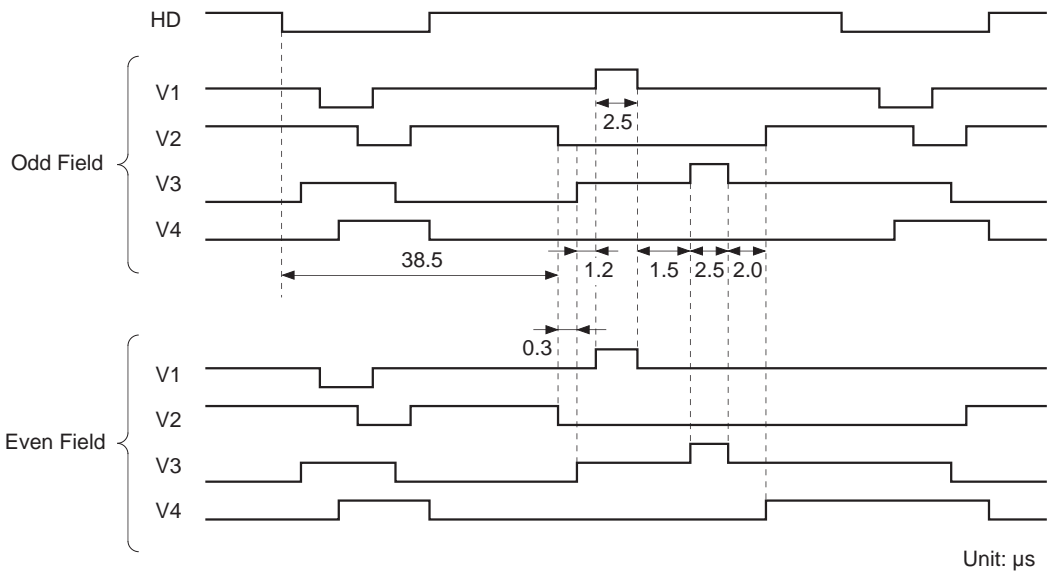 HD
V1
2.5
V2
Odd Field
V3
V4
38.5
1.2
1.5
2.5
2.0
0.3
V1
V2
Even Field
V3
V4
Unit: μs